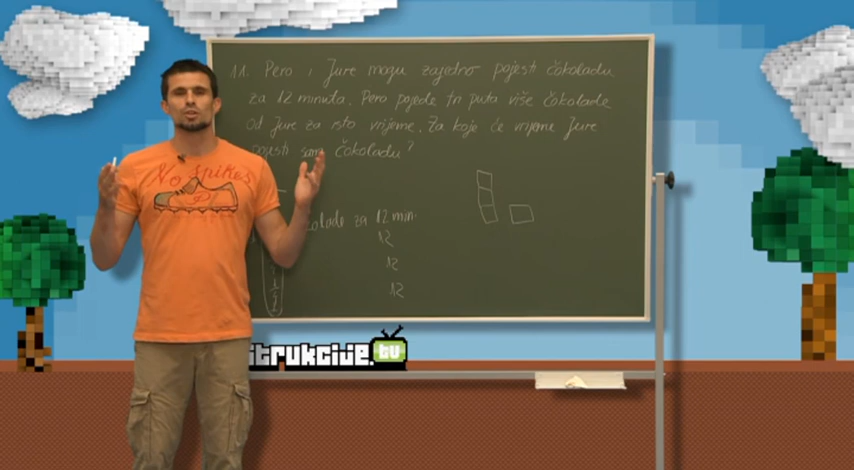 11. Pero i Jure mogu zajedno pojesti čokoladu
za 12 minuta. Pero pojede tri puta više čokolade
od Jure za isto vrijeme. Za koje će vrijeme Jure
pojesti sam čokoladu?
No spikes
za 12 min.
12
12
12
itrukcije.tv